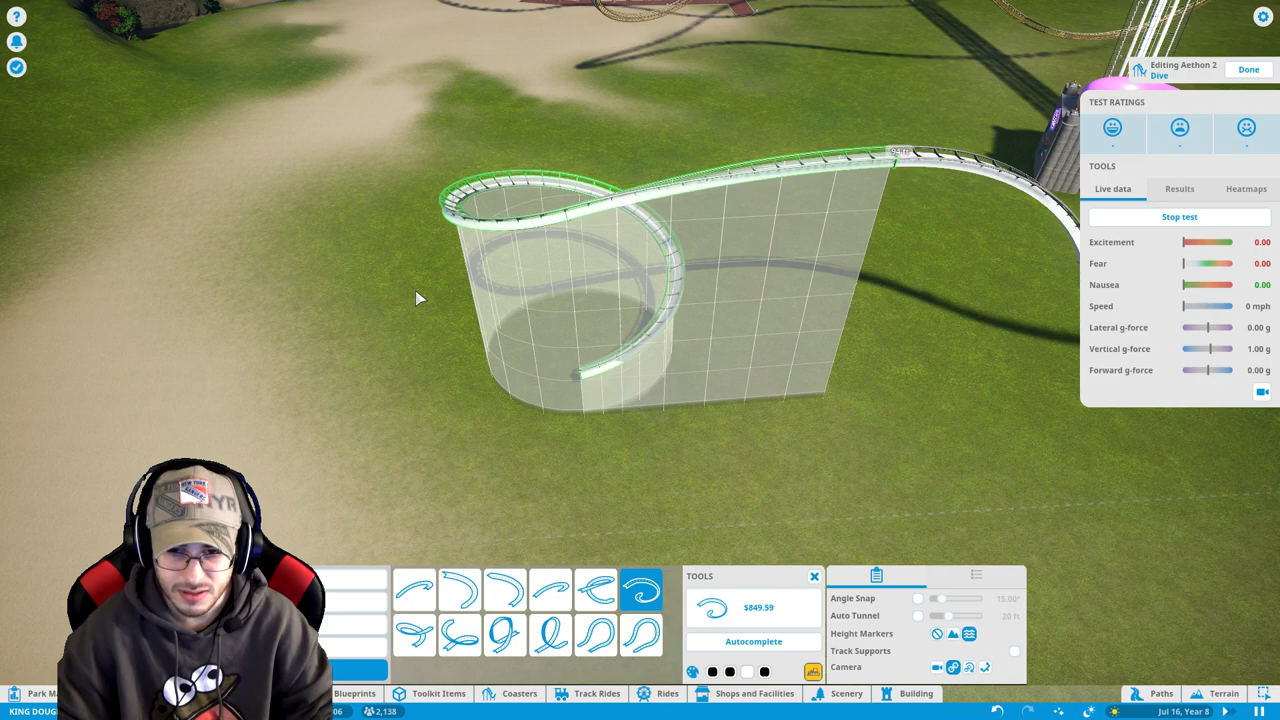 ?
Editing Aethon 2
Dive
Done
TEST RATINGS
- - -
TOOLS
Live data Results Heatmaps
Stop test
Excitement 0.00
Fear 0.00
Nausea 0.00
Speed 0 mph
Lateral g-force 0.00 g
Vertical g-force 1.00 g
Forward g-force 0.00 g
NEW YORK
RANGERS
TOOLS
$849.59
Autocomplete
Angle Snap 15.00°
Auto Tunnel 20 ft
Height Markers
Track Supports
Camera
Park M
Blueprints Toolkit Items Coasters Track Rides Rides Shops and Facilities Scenery Building Paths Terrain
KING DOUG
06 2,138 Jul 16, Year 8